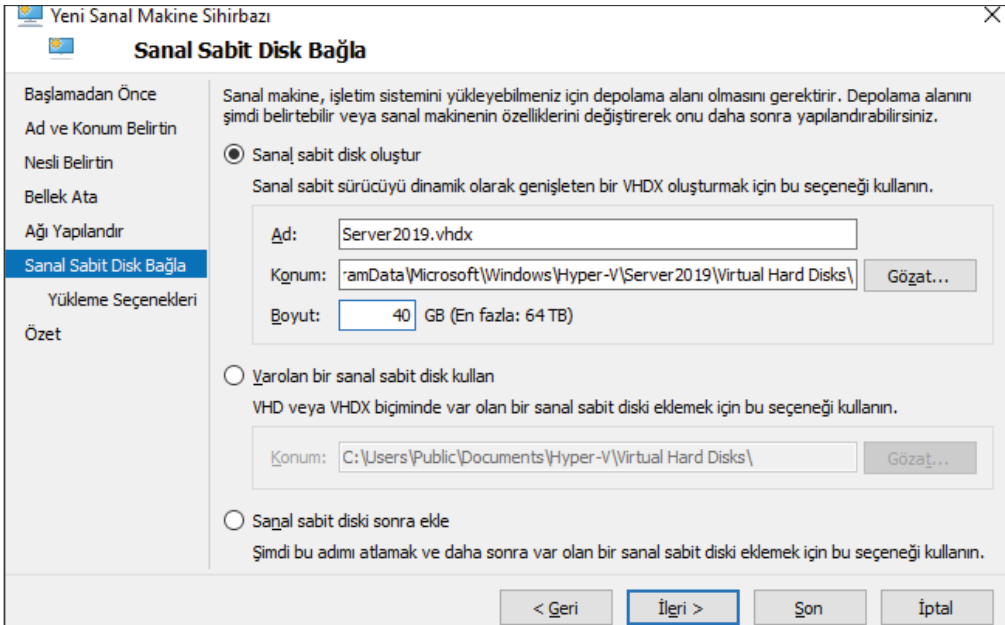 Yeni Sanal Makine Sihirbazı
Sanal Sabit Disk Bağla
Başlamadan Önce
Ad ve Konum Belirtin
Nesli Belirtin
Bellek Ata
Ağı Yapılandır
Sanal Sabit Disk Bağla
Yükleme Seçenekleri
Özet
Sanal makine, işletim sistemini yükleyebilmeniz için depolama alanı olmasını gerektirir. Depolama alanını
şimdi belirtebilir veya sanal makinenin özelliklerini değiştirerek onu daha sonra yapılandırabilirsiniz.
Sanal sabit disk oluştur
Sanal sabit sürücüyü dinamik olarak genişleten bir VHDX oluşturmak için bu seçeneği kullanın.
Ad: Server2019.vhdx
Konum: ramData\Microsoft\Windows\Hyper-V\Server2019\Virtual Hard Disks\ Gözat...
Boyut: 40 GB (En fazla: 64 TB)
Varolan bir sanal sabit disk kullan
VHD veya VHDX biçiminde var olan bir sanal sabit diski eklemek için bu seçeneği kullanın.
Konum: C:\Users\Public\Documents\Hyper-V\Virtual Hard Disks\ Gözat...
Sanal sabit diski sonra ekle
Şimdi bu adımı atlamak ve daha sonra var olan bir sanal sabit diski eklemek için bu seçeneği kullanın.
< Geri İleri > Son İptal